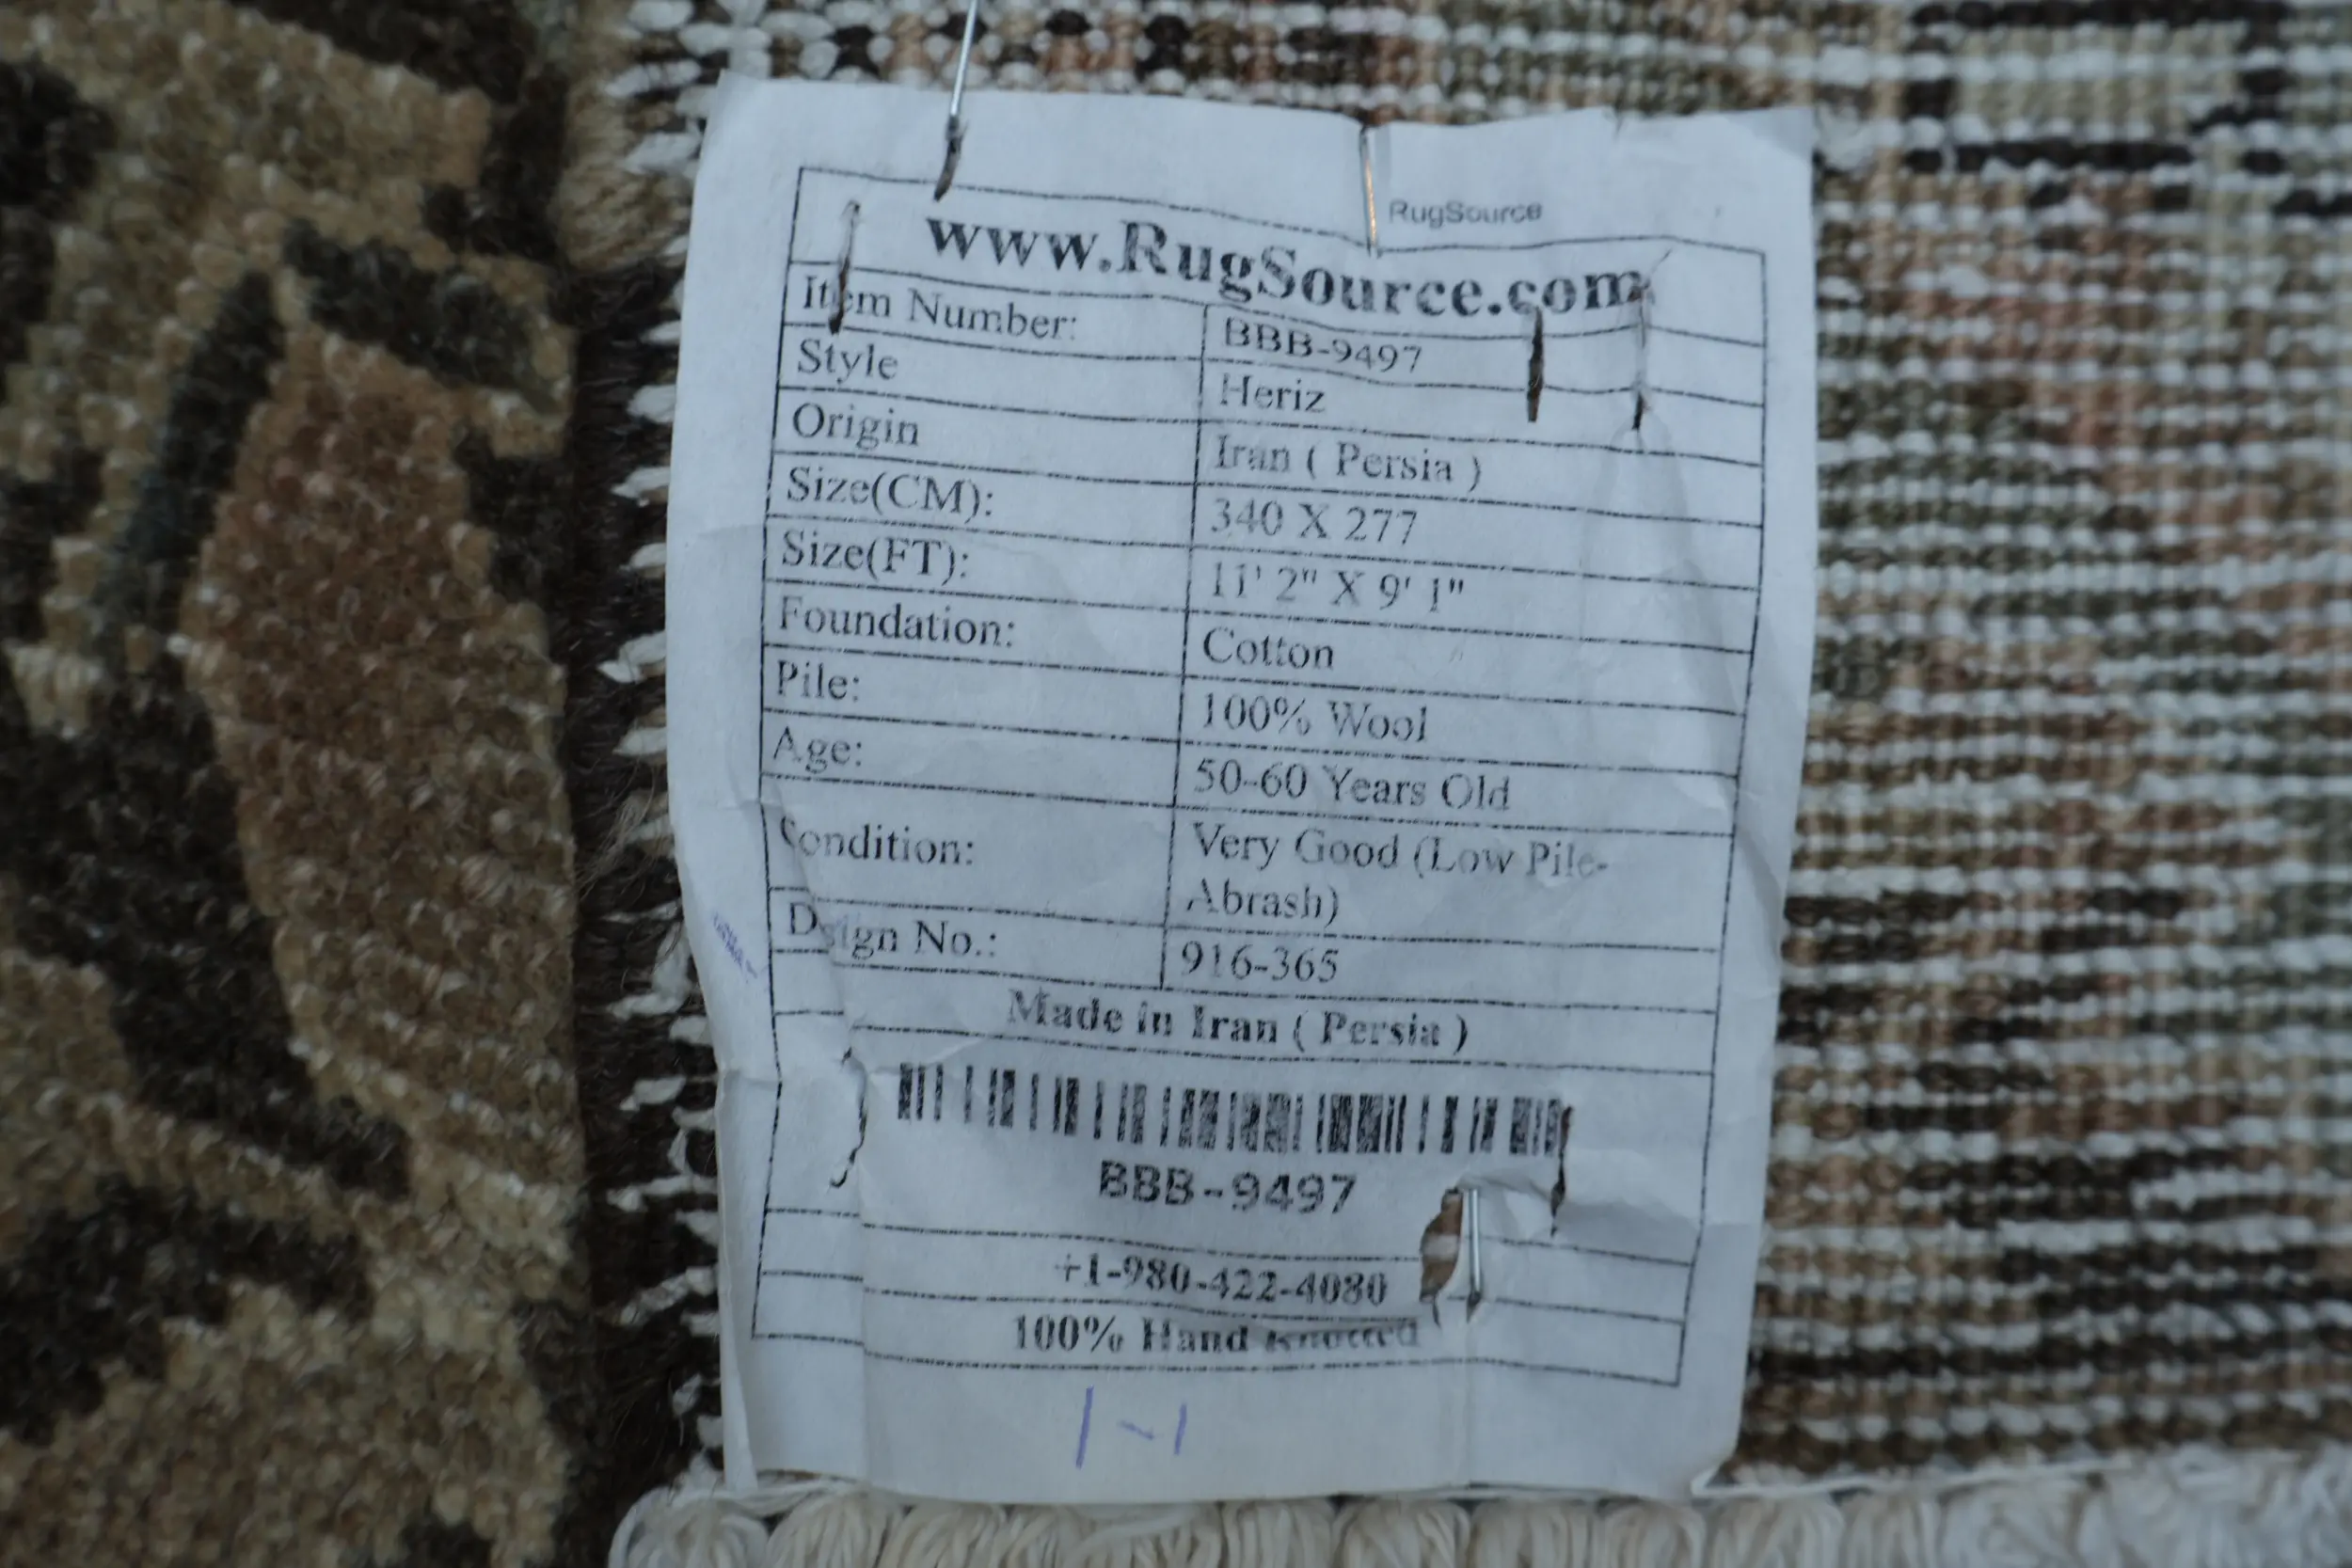 RugSource
www.RugSource.com
Item Number: BBB-9497
Style Heriz
Origin Iran ( Persia )
Size(CM): 340 X 277
Size(FT): 11' 2" X 9' 1"
Foundation: Cotton
Pile: 100% Wool
Age: 50-60 Years Old
Condition: Very Good (Low Pile-
Abrash)
Design No.: 916-365
Made in Iran ( Persia )
BBB-9497
+1-980-422-4080
100% Hand Knotted
1-1